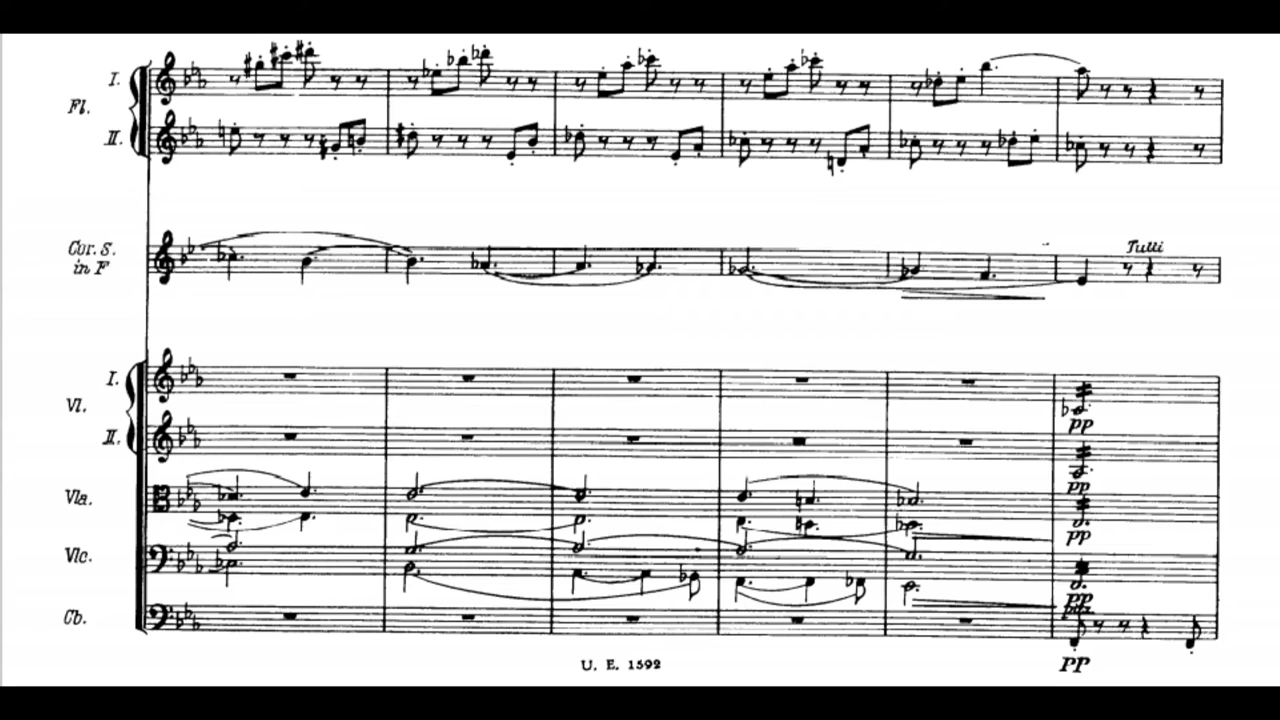 I.
Fl.
II.
Cor. S.
in F
Tutti
I.
Vl.
II.
pp
pp
Vla.
pp
Vlc.
pp
Cb.
pp
U. E. 1592